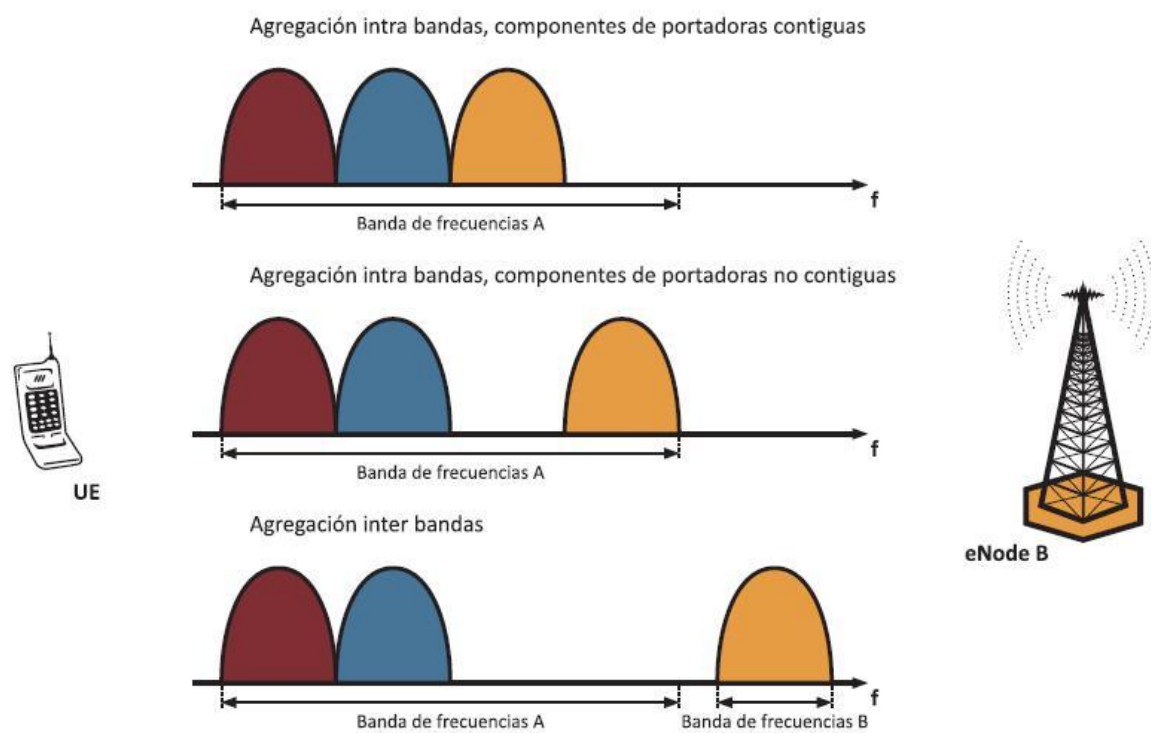 Agregación intra bandas, componentes de portadoras contiguas
f
Banda de frecuencias A
Agregación intra bandas, componentes de portadoras no contiguas
f
Banda de frecuencias A
UE
eNode B
Agregación inter bandas
f
Banda de frecuencias A
Banda de frecuencias B